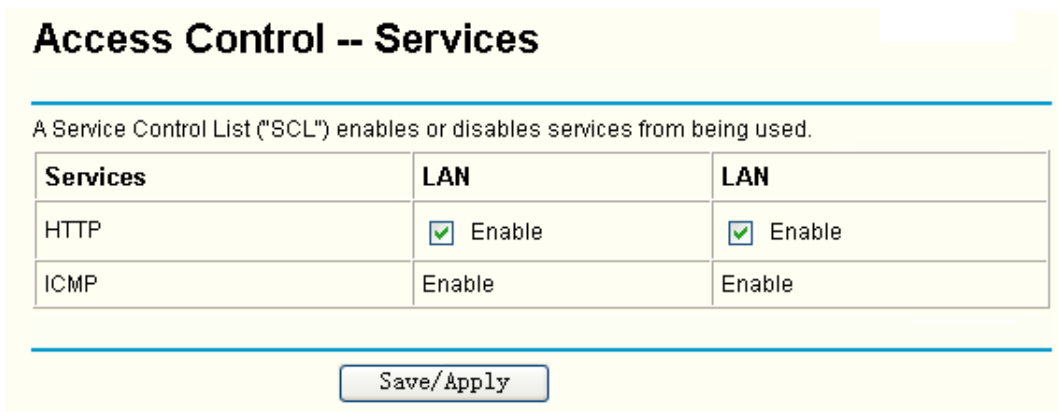 Access Control -- Services
A Service Control List ("SCL") enables or disables services from being used.
Services LAN LAN
HTTP Enable Enable
ICMP Enable Enable
Save/Apply